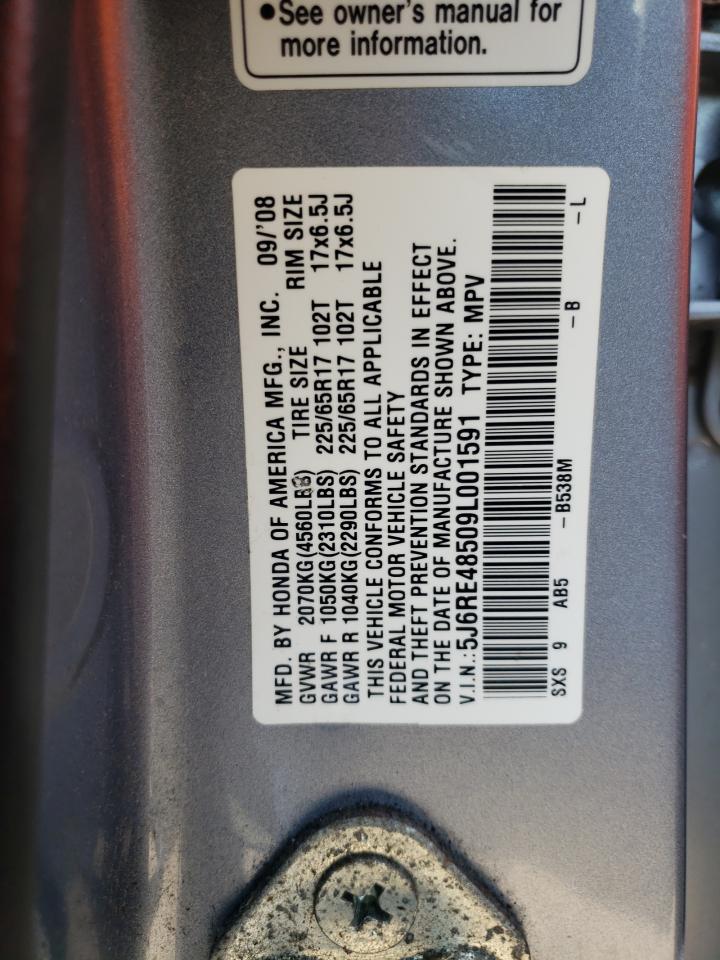 •See owner's manual for
more information.
MFD. BY HONDA OF AMERICA MFG., INC. 09/'08
GVWR 2070KG(4560LBS) TIRE SIZE RIM SIZE
GAWR F 1050KG(2310LBS) 225/65R17 102T 17x6.5J
GAWR R 1040KG(2290LBS) 225/65R17 102T 17x6.5J
THIS VEHICLE CONFORMS TO ALL APPLICABLE
FEDERAL MOTOR VEHICLE SAFETY
AND THEFT PREVENTION STANDARDS IN EFFECT
ON THE DATE OF MANUFACTURE SHOWN ABOVE.
V.I.N.:5J6RE48509L001591 TYPE: MPV
SXS 9 AB5 -B538M -B -L